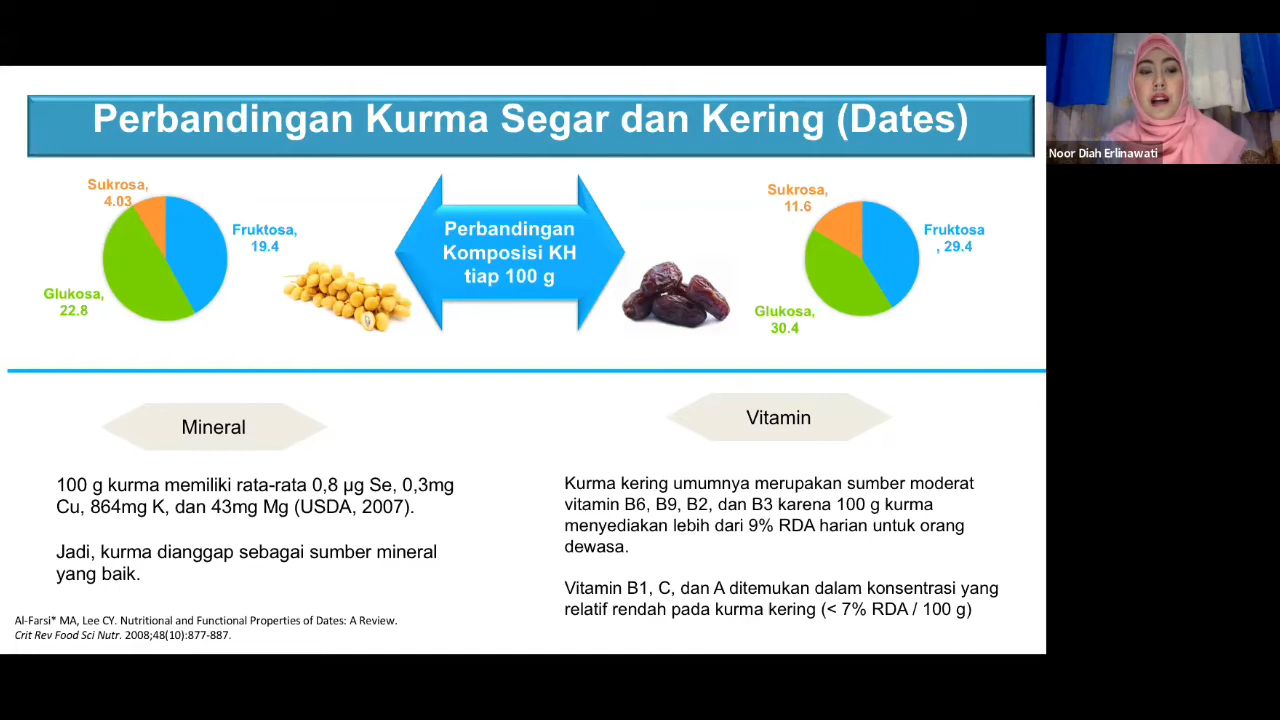 Perbandingan Kurma Segar dan Kering (Dates)
Noor Diah Erlinawati
Sukrosa,
4.03
Fruktosa,
19.4
Glukosa,
22.8
Perbandingan
Komposisi KH
tiap 100 g
Sukrosa,
11.6
Fruktosa
, 29.4
Glukosa,
30.4
Mineral
100 g kurma memiliki rata-rata 0,8 µg Se, 0,3mg
Cu, 864mg K, dan 43mg Mg (USDA, 2007).
Jadi, kurma dianggap sebagai sumber mineral
yang baik.
Al-Farsi* MA, Lee CY. Nutritional and Functional Properties of Dates: A Review.
Crit Rev Food Sci Nutr. 2008;48(10):877-887.
Vitamin
Kurma kering umumnya merupakan sumber moderat
vitamin B6, B9, B2, dan B3 karena 100 g kurma
menyediakan lebih dari 9% RDA harian untuk orang
dewasa.
Vitamin B1, C, dan A ditemukan dalam konsentrasi yang
relatif rendah pada kurma kering (< 7% RDA / 100 g)